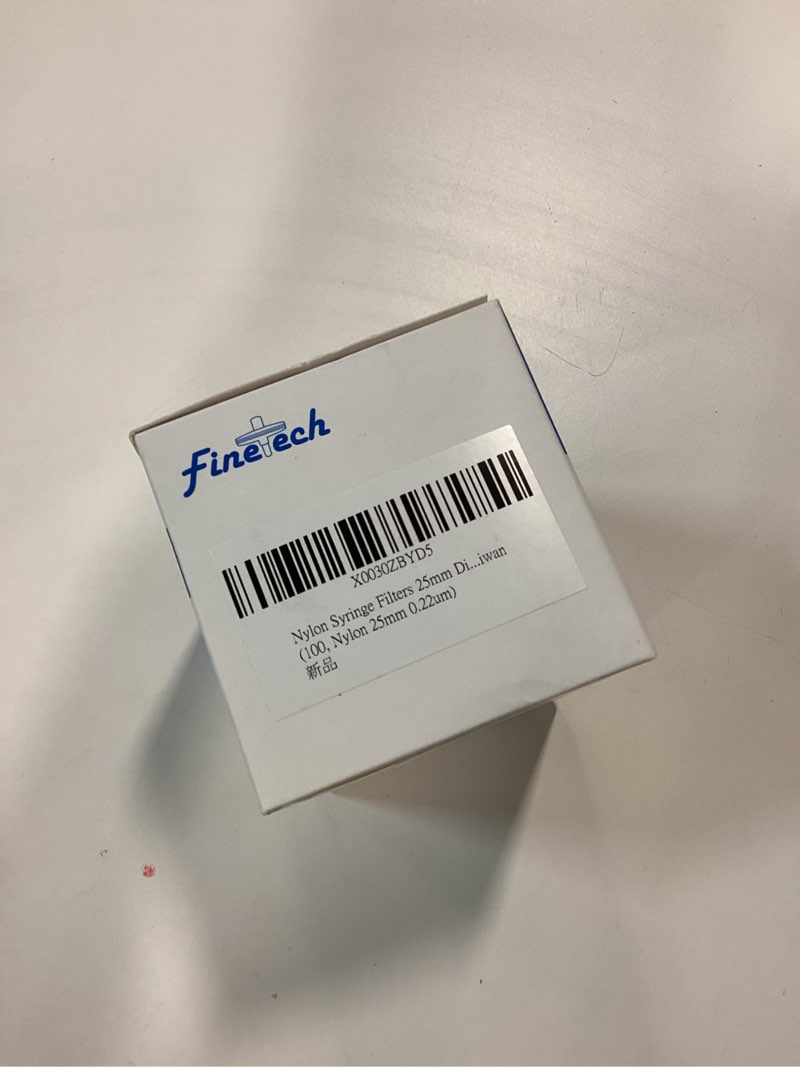 Finetech
X0030ZBYD5
Nylon Syringe Filters 25mm Di...iwan
(100, Nylon 25mm 0.22um)
新品